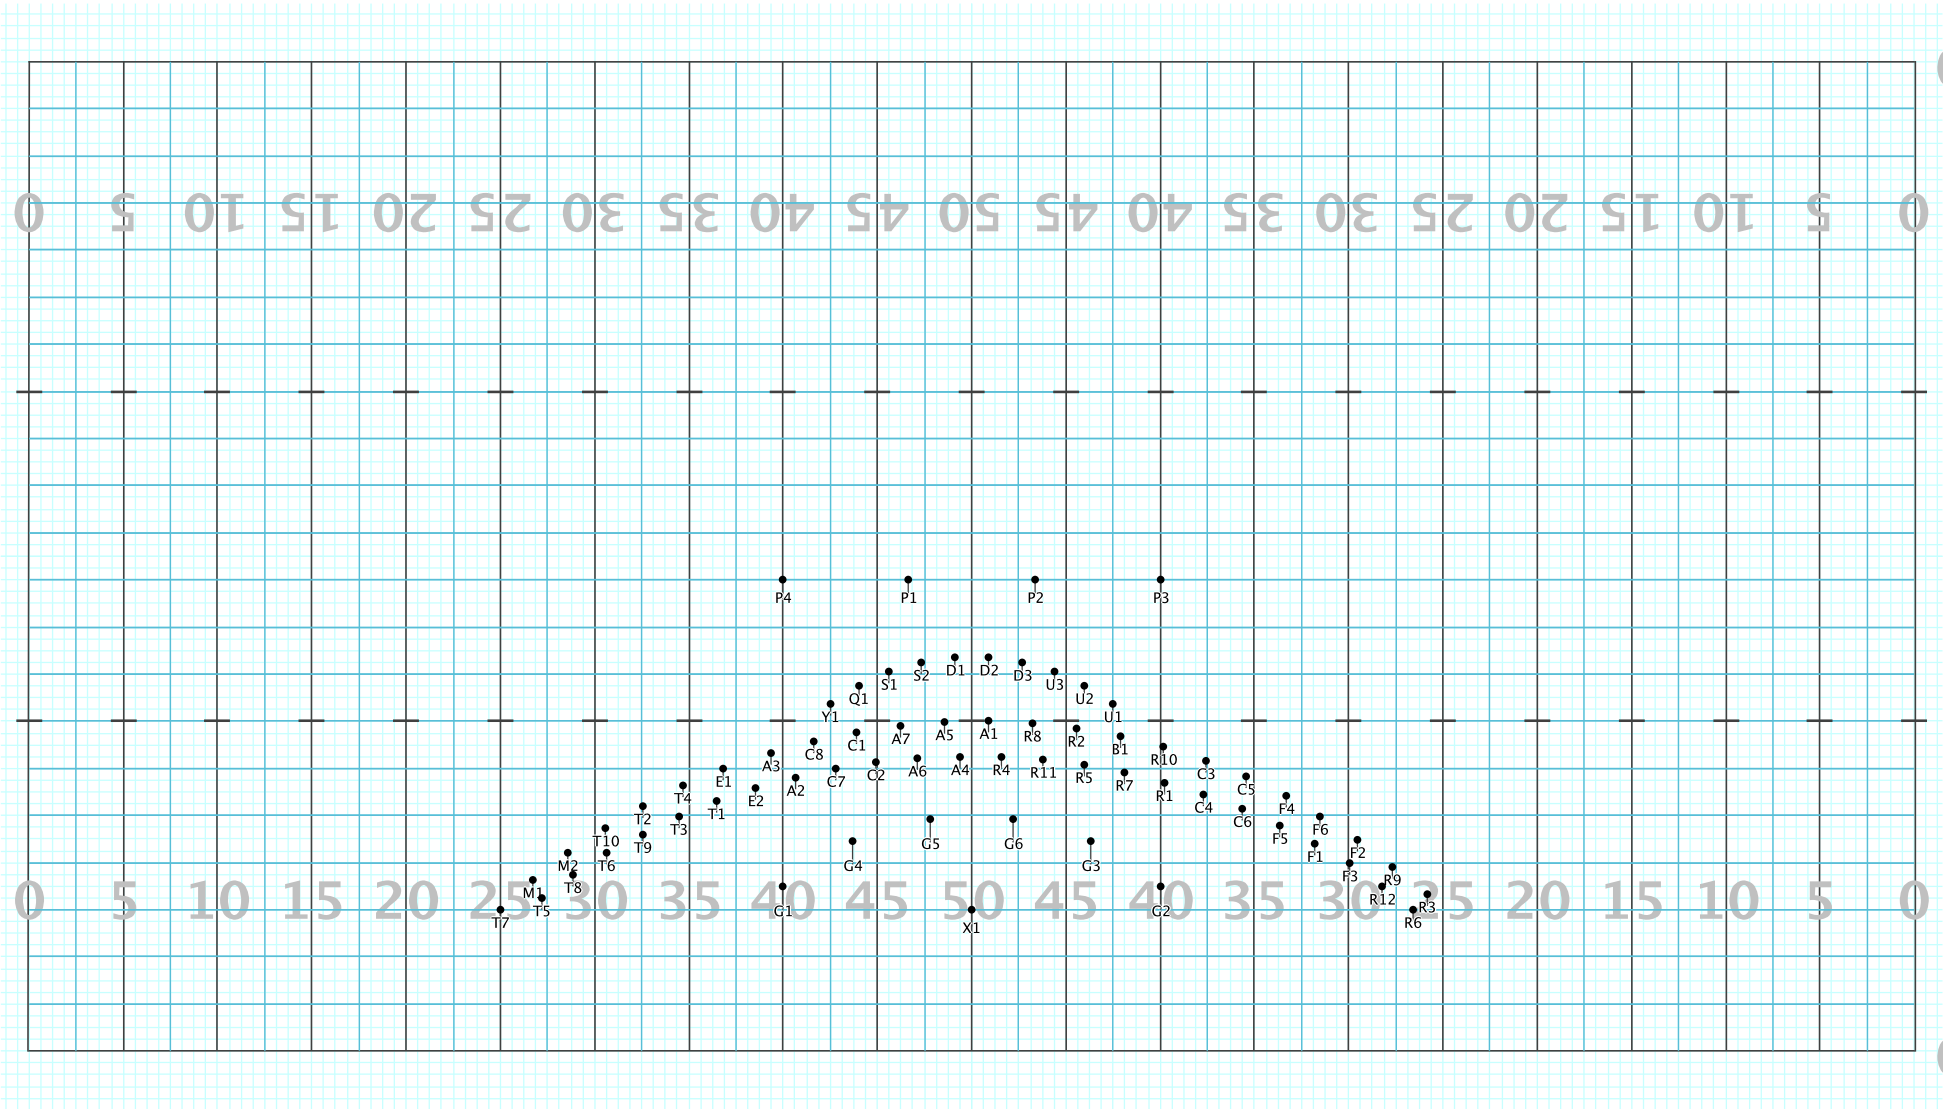 0 5 10 15 20 25 30 35 40 45 50 45 40 35 30 25 20 15 10 5 0
P4 P1 P2 P3
S2 D1 D2 D3
Q1 S1 U3 U2
Y1 U1
C8 C1 A7 A5 A1 R8 R2 B1
A3 C7 C2 A6 A4 R4 R11 R5 R7 R10 C3
T4 E1 E2 A2 R1 C4 C5
T2 T3 T1 C6 F4 F6
T10 T9 G4 G5 G6 G3 F5 F1 F2
M2 T6 F3
M1 T8 R9
T5 G1 G2 R12 R3
0 5 10 15 20 25 30 35 40 45 50 45 40 35 30 25 20 15 10 5 0
T7 X1 R6